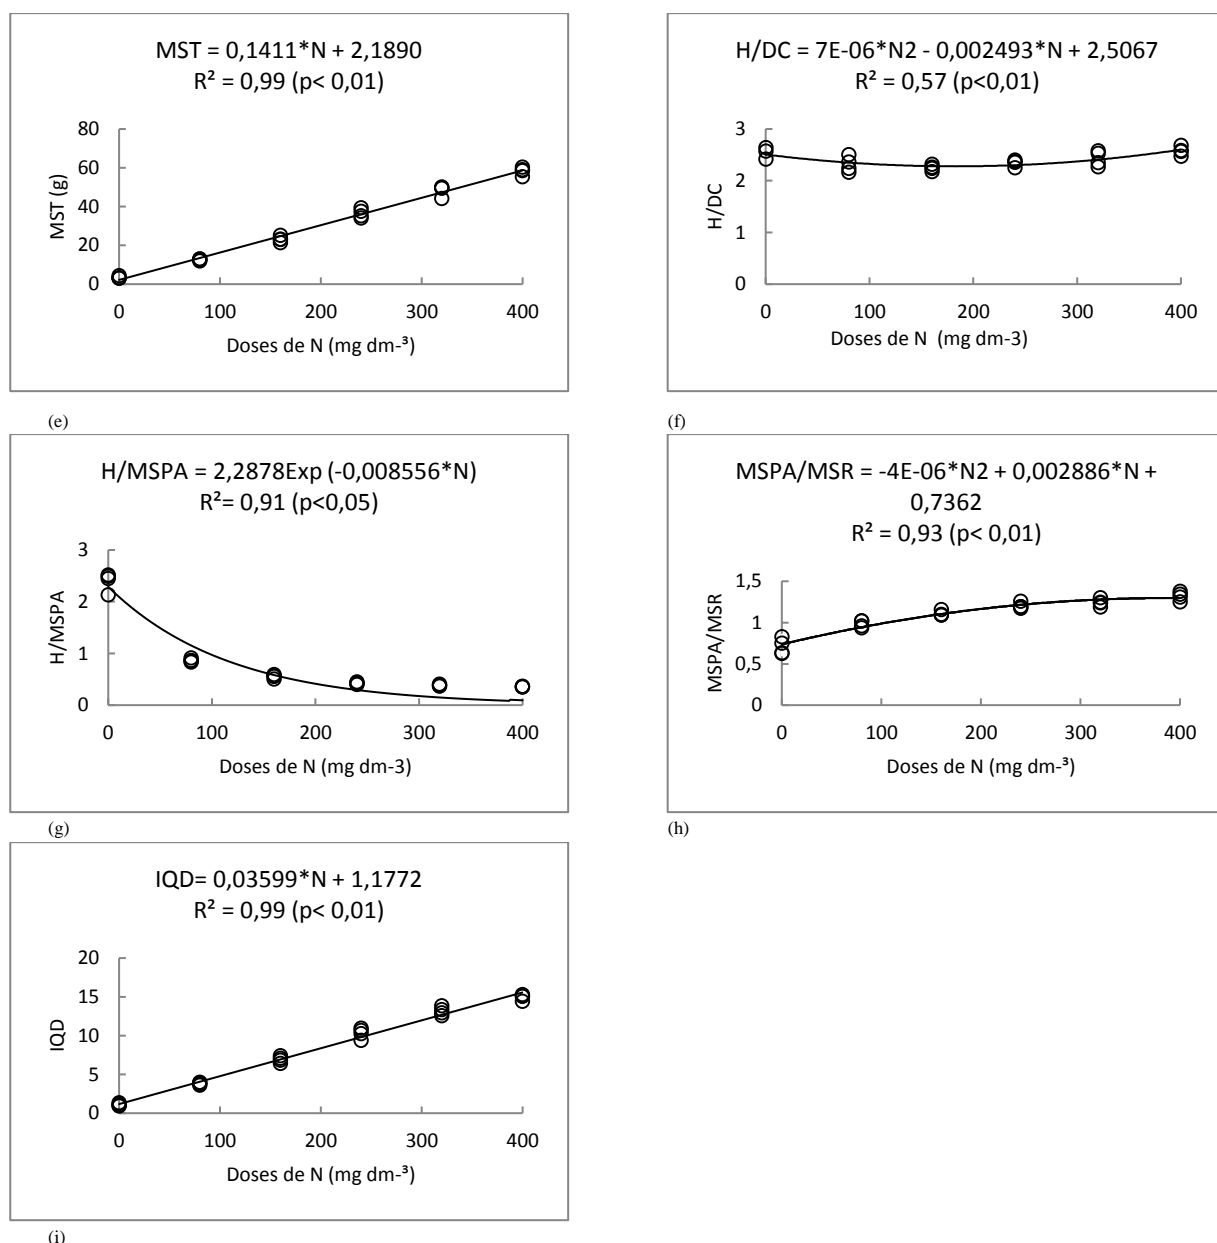 MST = 0,1411*N + 2,1890
R² = 0,99 (p< 0,01)
80
60
40
20
0
MST (g)
0 100 200 300 400
Doses de N (mg dm-³)
(e)
H/DC = 7E-06*N2 - 0,002493*N + 2,5067
R² = 0,57 (p<0,01)
3
2
1
0
H/DC
0 100 200 300 400
Doses de N (mg dm-3)
(f)
H/MSPA = 2,2878Exp (-0,008556*N)
R²= 0,91 (p<0,05)
3
2
1
0
H/MSPA
0 100 200 300 400
Doses de N (mg dm-3)
(g)
MSPA/MSR = -4E-06*N2 + 0,002886*N +
0,7362
R² = 0,93 (p< 0,01)
1,5
1
0,5
0
MSPA/MSR
0 100 200 300 400
Doses de N (mg dm-³)
(h)
IQD= 0,03599*N + 1,1772
R² = 0,99 (p< 0,01)
20
15
10
5
0
IQD
0 100 200 300 400
Doses de N (mg dm-³)
(i)